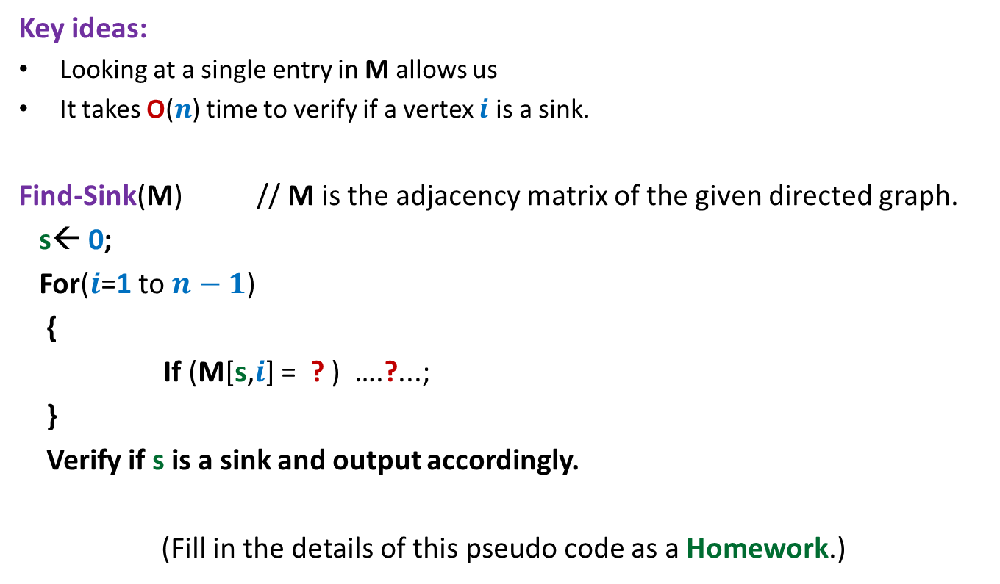 Key ideas:
• Looking at a single entry in M allows us
• It takes O(n) time to verify if a vertex i is a sink.
Find-Sink(M) // M is the adjacency matrix of the given directed graph.
s← 0;
For(i=1 to n − 1)
{
If (M[s,i] = ? ) ....?...;
}
Verify if s is a sink and output accordingly.
(Fill in the details of this pseudo code as a Homework.)